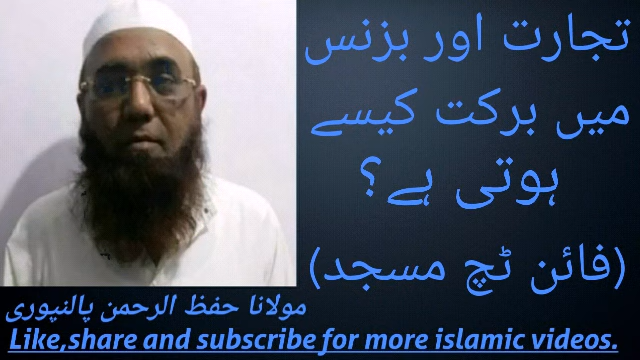 تجارت اور بزنس
میں برکت کیسے
ہوتی ہے؟
(فائن ٹچ مسجد)
مولانا حفظ الرحمن پالنپوری
Like,share and subscribe for more islamic videos.